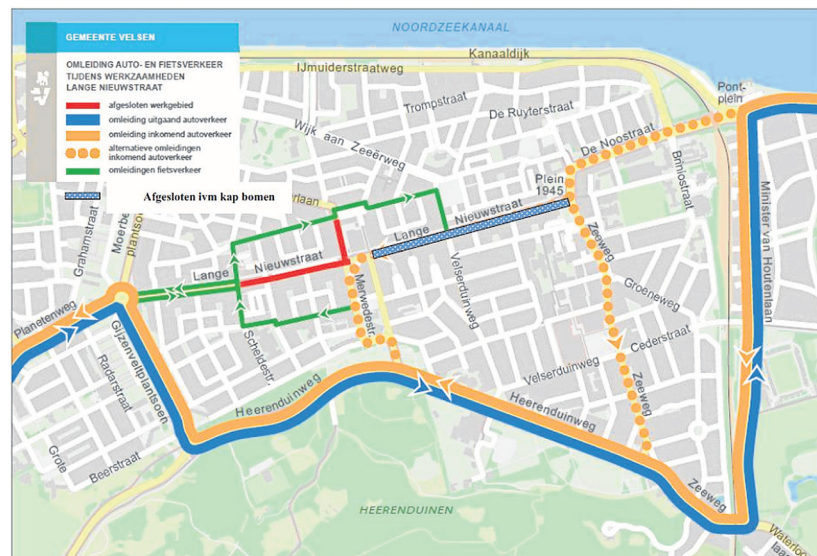 NOORDZEEKANAAL
GEMEENTE VELSEN
OMLEIDING AUTO- EN FIETSVERKEER
TIJDENS WERKZAAMHEDEN
LANGE NIEUWSTRAAT
afgesloten werkgebied
omleiding uitgaand autoverkeer
omleiding inkomend autoverkeer
alternatieve omleidingen
inkomend autoverkeer
omleidingen fietsverkeer
Afgesloten ivm kap bomen
Kanaaldijk
IJmuiderstraatweg
Trompstraat
De Ruyterstraat
Pont-
plein
Wijk aan Zeeërweg
De Noostraat
Briniostraat
Plein
1945
Minister van Houtenlaan
Grahamstraat
plantsoen
Lange
Nieuwstraat
Lange
Nieuwstraat
Velserduinweg
Zeeweg
Groeneweg
Planetenweg
Merwedestr.
Cederstraat
Gijzenveltplantsoen
Scheldestr.
Radarstraat
Velserduinweg
Zeeweg
Heerenduinweg
Heerenduinweg
Grote
Beerstraat
Zeeweg
HEERENDUINEN